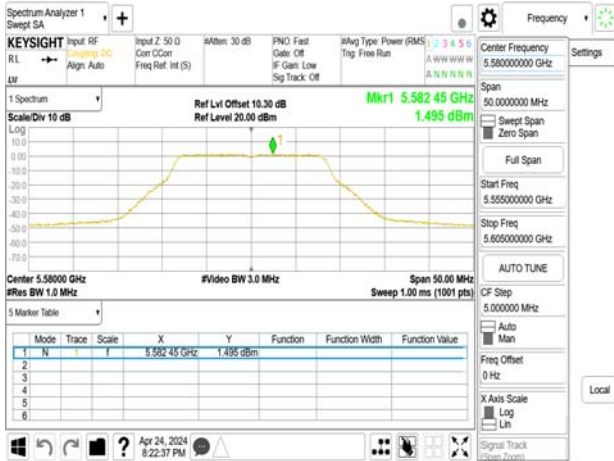 Spectrum Analyzer 1
Swept SA
Frequency
KEYSIGHT Input: RF Input Z: 50 Ω #Atten: 30 dB PNO: Fast #Avg Type: Power (RMS 1 2 3 4 5 6
RL Coupling: DC Corr CCorr Gate: Off Trig: Free Run A W W W W W
Align: Auto Freq Ref: Int (S) IF Gain: Low A N N N N N
Sig Track: Off
LXI
1 Spectrum
Scale/Div 10 dB
Ref Lvl Offset 10.30 dB
Ref Level 20.00 dBm
Mkr1 5.582 45 GHz
1.495 dBm
Log
10.0
0.00
-10.0
-20.0
-30.0
-40.0
-50.0
-60.0
-70.0
1
Center 5.58000 GHz #Video BW 3.0 MHz Span 50.00 MHz
#Res BW 1.0 MHz Sweep 1.00 ms (1001 pts)
5 Marker Table
Mode Trace Scale X Y Function Function Width Function Value
1 N 1 f 5.582 45 GHz 1.495 dBm
2
3
4
5
6
Apr 24, 2024
8:22:37 PM
?
Center Frequency
5.580000000 GHz
Span
50.0000000 MHz
Swept Span
Zero Span
Full Span
Start Freq
5.555000000 GHz
Stop Freq
5.605000000 GHz
AUTO TUNE
CF Step
5.000000 MHz
Auto
Man
Freq Offset
0 Hz
X Axis Scale
Log
Lin
Signal Track
(Span Zoom)
Settings
Local